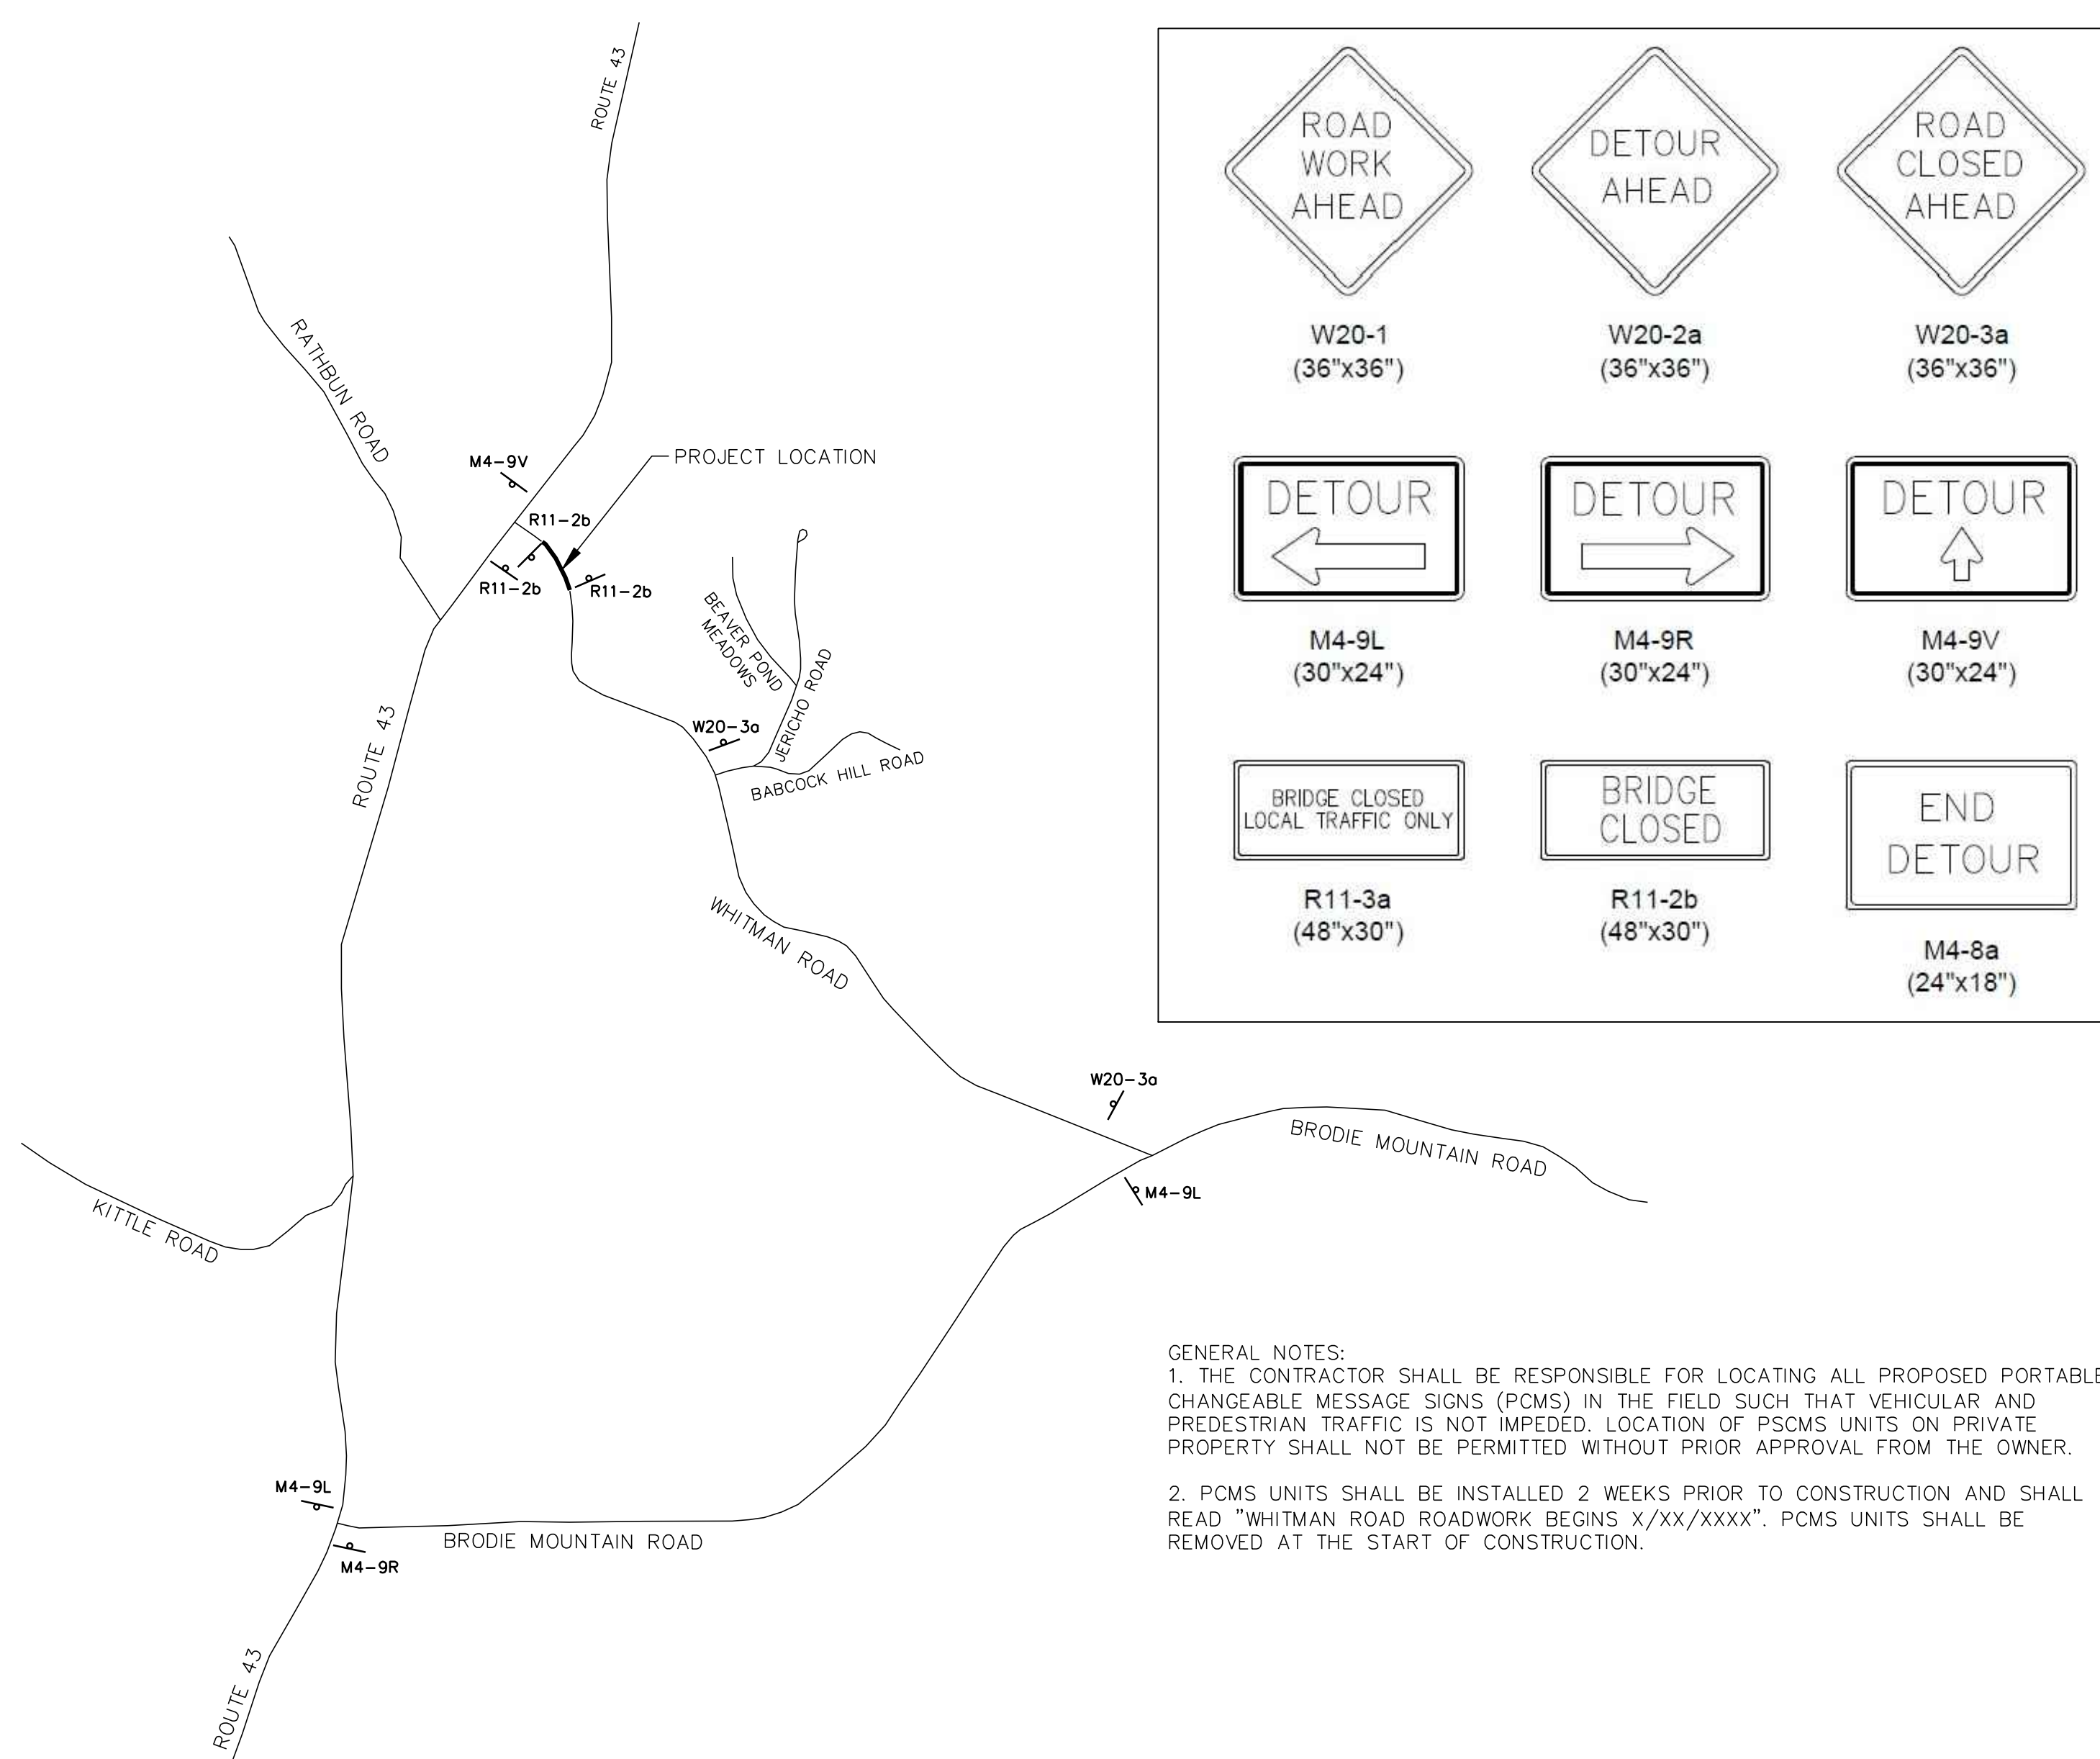 ROUTE 43
RATHBUN ROAD
M4-9V
PROJECT LOCATION
R11-2b
R11-2b
R11-2b
BEAVER POND
MEADOWS
JERICHO ROAD
W20-3a
BABCOCK HILL ROAD
ROUTE 43
WHITMAN ROAD
W20-3a
BRODIE MOUNTAIN ROAD
M4-9L
KITTLE ROAD
M4-9L
BRODIE MOUNTAIN ROAD
M4-9R
ROUTE 43
ROAD
WORK
AHEAD
W20-1
(36"x36")
DETOUR
AHEAD
W20-2a
(36"x36")
ROAD
CLOSED
AHEAD
W20-3a
(36"x36")
DETOUR
M4-9L
(30"x24")
DETOUR
M4-9R
(30"x24")
DETOUR
M4-9V
(30"x24")
BRIDGE CLOSED
LOCAL TRAFFIC ONLY
R11-3a
(48"x30")
BRIDGE
CLOSED
R11-2b
(48"x30")
END
DETOUR
M4-8a
(24"x18")
GENERAL NOTES:
1. THE CONTRACTOR SHALL BE RESPONSIBLE FOR LOCATING ALL PROPOSED PORTABLE
CHANGEABLE MESSAGE SIGNS (PCMS) IN THE FIELD SUCH THAT VEHICULAR AND
PREDESTRIAN TRAFFIC IS NOT IMPEDED. LOCATION OF PSCMS UNITS ON PRIVATE
PROPERTY SHALL NOT BE PERMITTED WITHOUT PRIOR APPROVAL FROM THE OWNER.
2. PCMS UNITS SHALL BE INSTALLED 2 WEEKS PRIOR TO CONSTRUCTION AND SHALL
READ "WHITMAN ROAD ROADWORK BEGINS X/XX/XXXX". PCMS UNITS SHALL BE
REMOVED AT THE START OF CONSTRUCTION.